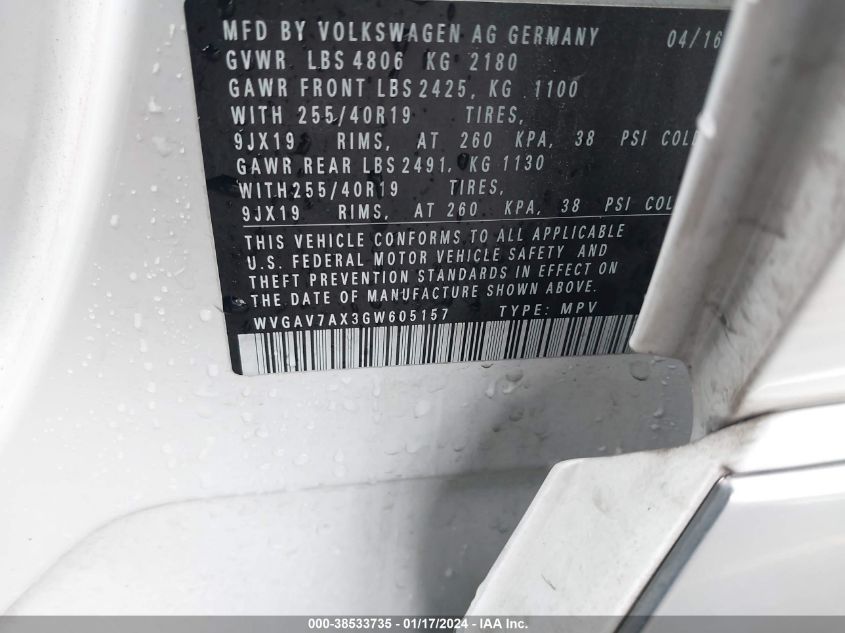 MFD BY VOLKSWAGEN AG GERMANY 04/16
GVWR LBS 4806 KG 2180
GAWR FRONT LBS 2425, KG 1100
WITH 255/40R19 TIRES,
9JX19 RIMS, AT 260 KPA, 38 PSI COLD
GAWR REAR LBS 2491, KG 1130
WITH 255/40R19 TIRES,
9JX19 RIMS, AT 260 KPA, 38 PSI COL
THIS VEHICLE CONFORMS TO ALL APPLICABLE
U.S. FEDERAL MOTOR VEHICLE SAFETY AND
THEFT PREVENTION STANDARDS IN EFFECT ON
THE DATE OF MANUFACTURE SHOWN ABOVE.
WVGAV7AX3GW605157 TYPE: MPV
000-38533735 - 01/17/2024 - IAA Inc.